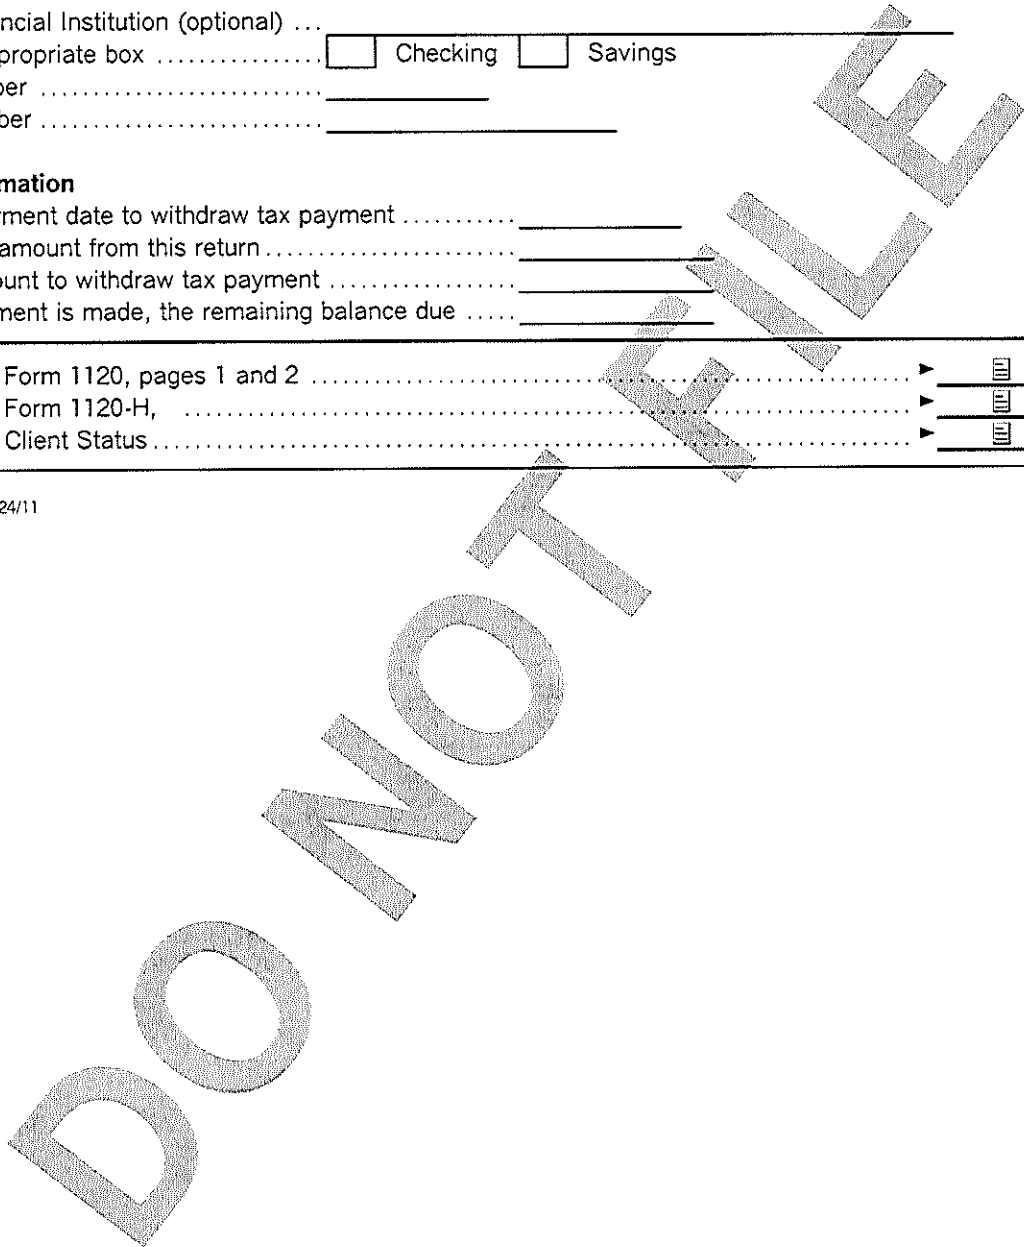 ncial Institution (optional) ...
propriate box ................ Checking Savings
ber ...........................
ber ...........................
mation
ment date to withdraw tax payment ...........
amount from this return ........................
ount to withdraw tax payment ..................
ment is made, the remaining balance due .....
Form 1120, pages 1 and 2 ................................................................ ►
Form 1120-H, ................................................................ ►
Client Status ................................................................ ►
24/11
DO NOT FILE